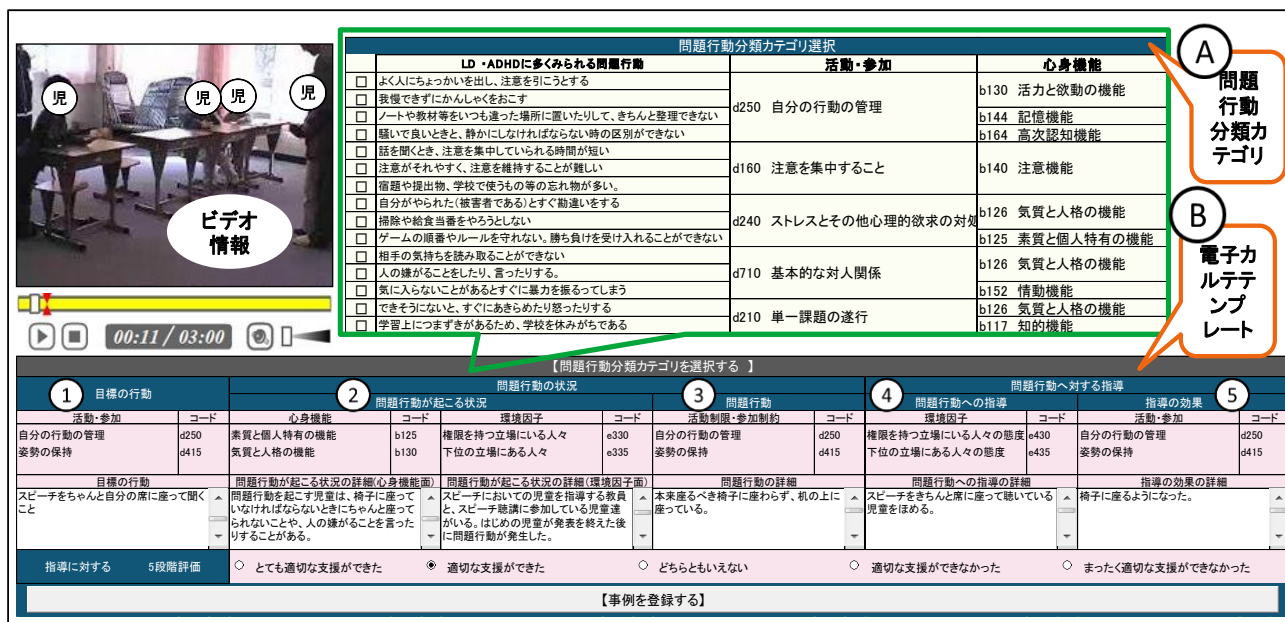 児
児
児
児
ビデオ
情報
00:11 / 03:00
問題行動分類カテゴリ選択
LD ・ADHDに多くみられる問題行動 活動・参加 心身機能
よく人にちょっかいを出し、注意を引こうとする
我慢できずにかんしゃくをおこす
ノートや教材等をいつも違った場所に置いたりして、きちんと整理できない
騒いで良いときと、静かにしなければならない時の区別ができない
d250 自分の行動の管理
b130 活力と欲動の機能
b144 記憶機能
b164 高次認知機能
話を聞くとき、注意を集中していられる時間が短い
注意がそれやすく、注意を維持することが難しい
宿題や提出物、学校で使うもの等の忘れ物が多い。
d160 注意を集中すること
b140 注意機能
自分がやられた(被害者である)とすぐ勘違いをする
掃除や給食当番をやろうとしない
ゲームの順番やルールを守れない。勝ち負けを受け入れることができない
d240 ストレスとその他心理的欲求の対処
b126 気質と人格の機能
b125 素質と個人特有の機能
相手の気持ちを読み取ることができない
人の嫌がることをしたり、言ったりする。
気に入らないことがあるとすぐに暴力を振るってしまう
d710 基本的な対人関係
b126 気質と人格の機能
b152 情動機能
できそうにないと、すぐにあきらめたり怒ったりする
学習上につまずきがあるため、学校を休みがちである
d210 単一課題の遂行
b126 気質と人格の機能
b117 知的機能
A
問題
行動
分類カ
テゴリ
B
電子カ
ルテテ
ンプ
レート
【問題行動分類カテゴリを選択する 】
1 目標の行動
問題行動の状況
問題行動へ対する指導
2 問題行動が起こる状況
3 問題行動
4 問題行動への指導
指導の効果 5
活動・参加 コード 心身機能 コード 環境因子 コード 活動制限・参加制約 コード 環境因子 コード 活動・参加 コード
自分の行動の管理 d250 素質と個人特有の機能 b125 権限を持つ立場にいる人々 e330 自分の行動の管理 d250 権限を持つ立場にいる人々の態度 e430 自分の行動の管理 d250
姿勢の保持 d415 気質と人格の機能 b130 下位の立場にある人々 e335 姿勢の保持 d415 下位の立場にある人々の態度 e435 姿勢の保持 d415
目標の行動 問題行動が起こる状況の詳細(心身機能面) 問題行動が起こる状況の詳細(環境因子面) 問題行動の詳細 問題行動への指導の詳細 指導の効果の詳細
スピーチをちゃんと自分の席に座って聞く
こと
問題行動を起こす児童は、椅子に座って
いなければならないときにちゃんと座って
られないことや、人の嫌がることを言った
りすることがある。
スピーチにおいての児童を指導する教員
と、スピーチ聴講に参加している児童達
がいる。はじめの児童が発表を終えた後
に問題行動が発生した。
本来座るべき椅子に座わらず、机の上に
座っている。
スピーチをきちんと席に座って聴いている
児童をほめる。
椅子に座るようになった。
指導に対する 5段階評価 とても適切な支援ができた 適切な支援ができた どちらともいえない 適切な支援ができなかった まったく適切な支援ができなかった
【事例を登録する】